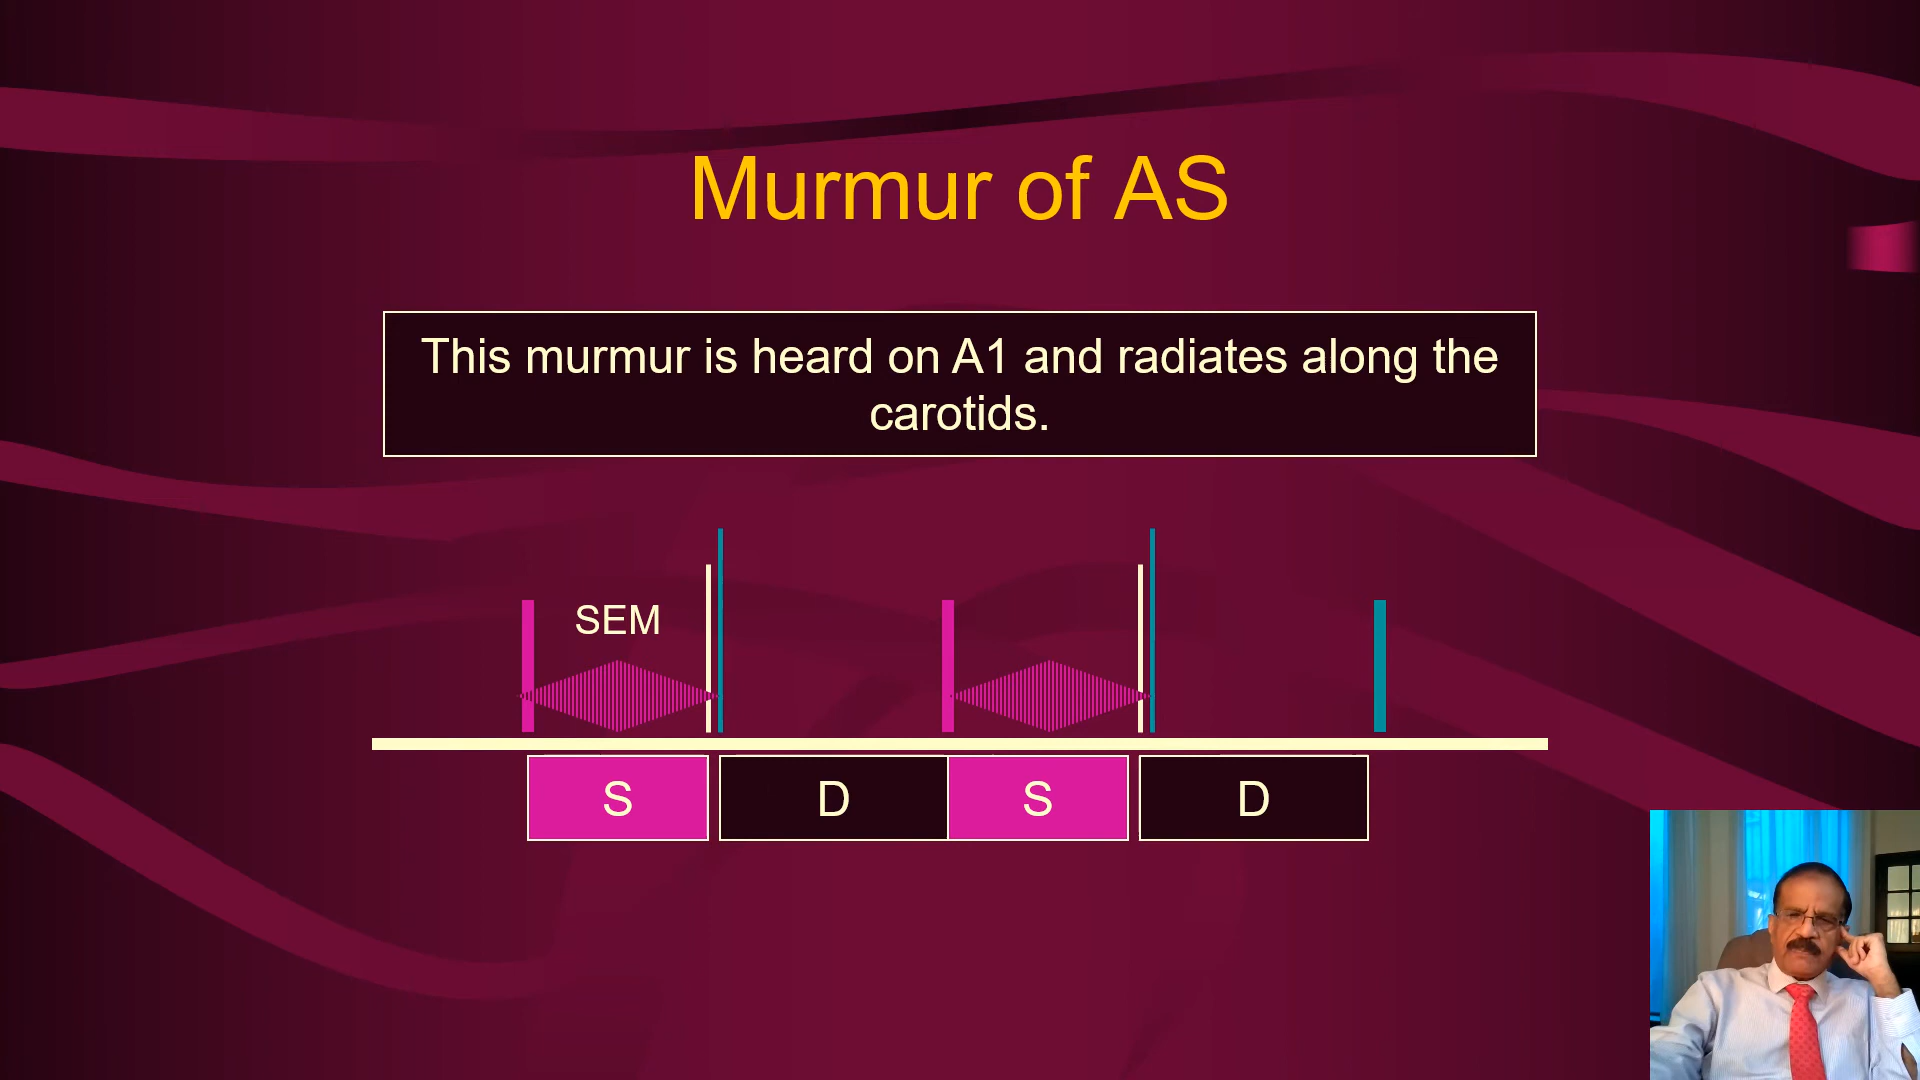 Murmur of AS
This murmur is heard on A1 and radiates along the
carotids.
SEM
S D S D